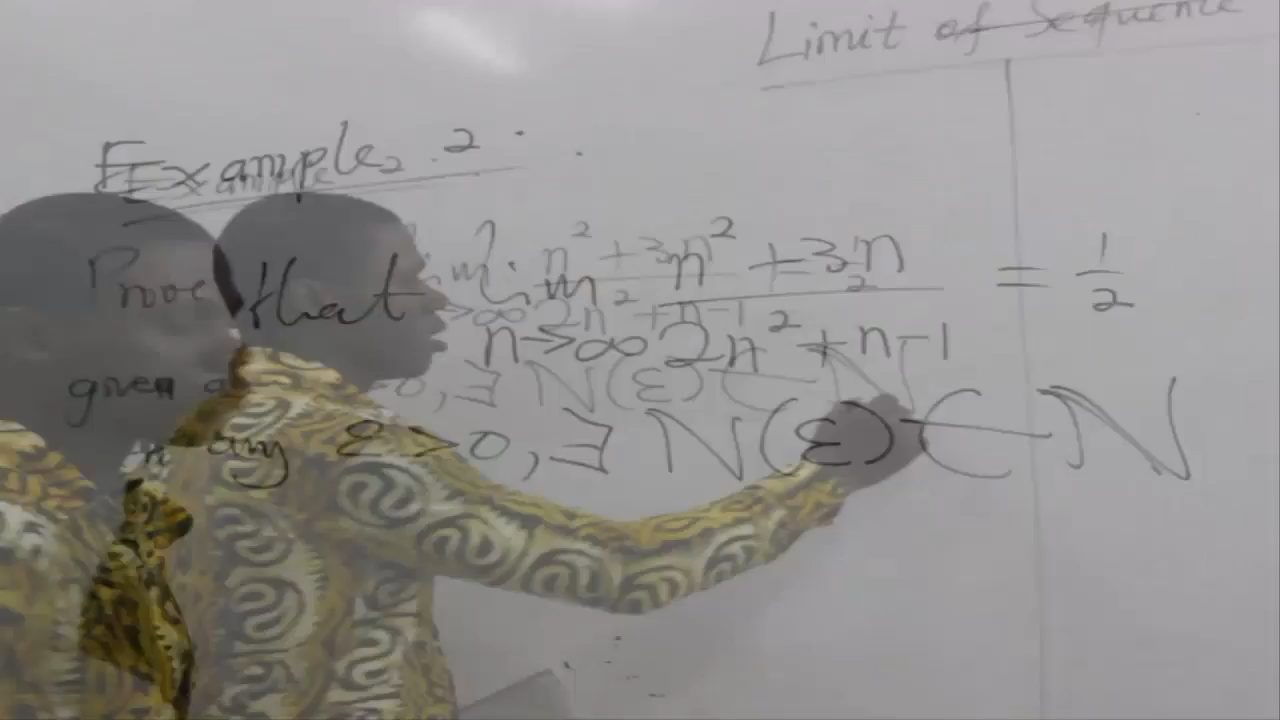 Limit of Sequence
Example 2.
Prove that lim n→∞ n² + 3n / 2n² + n - 1 = 1/2
given any ε > 0, ∃ N(ε) ∈ ℕ